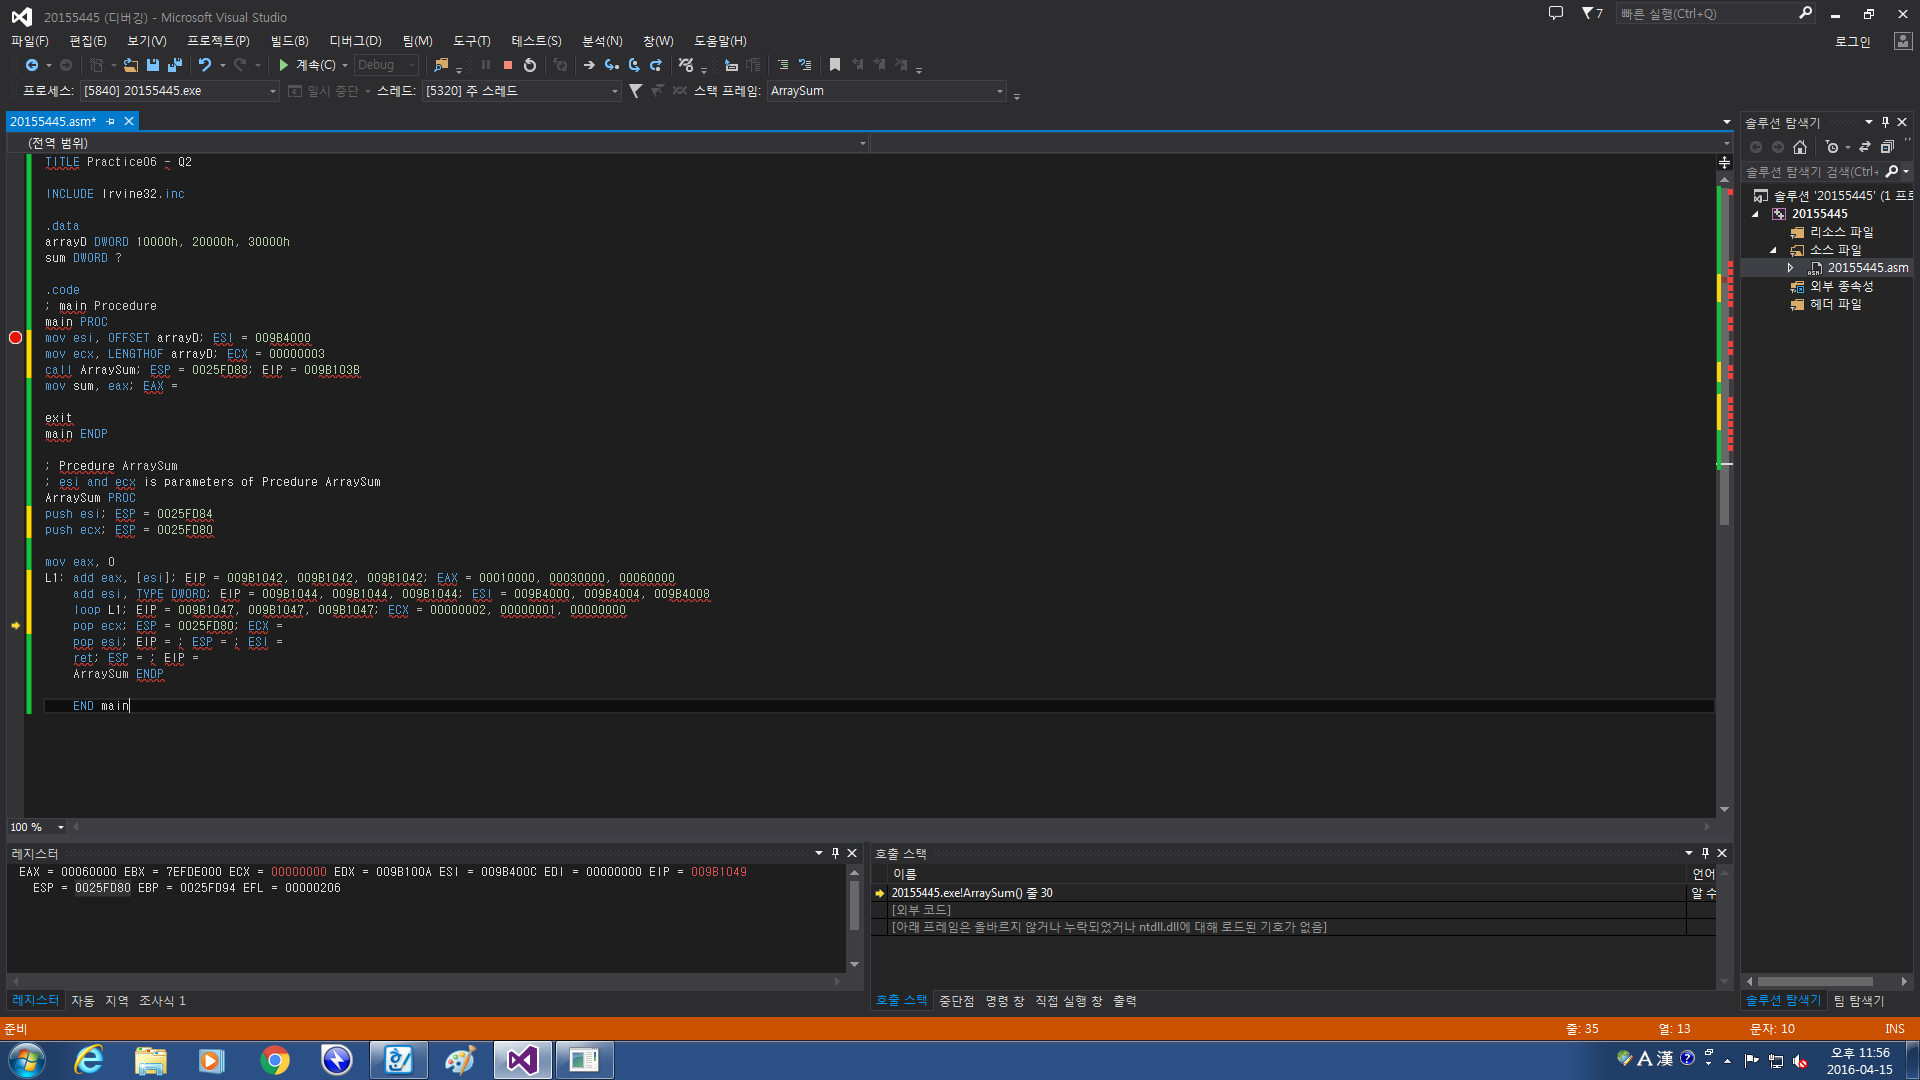 20155445 (디버깅) - Microsoft Visual Studio
7
빠른 실행(Ctrl+Q)
파일(F) 편집(E) 보기(V) 프로젝트(P) 빌드(B) 디버그(D) 팀(M) 도구(T) 테스트(S) 분석(N) 창(W) 도움말(H)
로그인
계속(C) Debug
프로세스: [5840] 20155445.exe 일시 중단 스레드: [5320] 주 스레드 스택 프레임: ArraySum
20155445.asm*
(전역 범위)
TITLE Practice06 - Q2
INCLUDE Irvine32.inc
.data
arrayD DWORD 10000h, 20000h, 30000h
sum DWORD ?
.code
; main Procedure
main PROC
mov esi, OFFSET arrayD; ESI = 009B4000
mov ecx, LENGTHOF arrayD; ECX = 00000003
call ArraySum; ESP = 0025FD88; EIP = 009B103B
mov sum, eax; EAX =
exit
main ENDP
; Prcedure ArraySum
; esi and ecx is parameters of Prcedure ArraySum
ArraySum PROC
push esi; ESP = 0025FD84
push ecx; ESP = 0025FD80
mov eax, 0
L1: add eax, [esi]; EIP = 009B1042, 009B1042, 009B1042; EAX = 00010000, 00030000, 00060000
add esi, TYPE DWORD; EIP = 009B1044, 009B1044, 009B1044; ESI = 009B4000, 009B4004, 009B4008
loop L1; EIP = 009B1047, 009B1047, 009B1047; ECX = 00000002, 00000001, 00000000
pop ecx; ESP = 0025FD80; ECX =
pop esi; EIP = ; ESP = ; ESI =
ret; ESP = ; EIP =
ArraySum ENDP
END main
100 %
솔루션 탐색기
솔루션 탐색기 검색(Ctrl+
솔루션 '20155445' (1 프로
20155445
리소스 파일
소스 파일
20155445.asm
외부 종속성
헤더 파일
솔루션 탐색기 팀 탐색기
레지스터
EAX = 00060000 EBX = 7EFDE000 ECX = 00000000 EDX = 009B100A ESI = 009B400C EDI = 00000000 EIP = 009B1049
ESP = 0025FD80 EBP = 0025FD94 EFL = 00000206
레지스터 자동 지역 조사식 1
호출 스택
이름 언어
20155445.exe!ArraySum() 줄 30 알 수
[외부 코드]
[아래 프레임은 올바르지 않거나 누락되었거나 ntdll.dll에 대해 로드된 기호가 없음]
호출 스택 중단점 명령 창 직접 실행 창 출력
준비 줄: 35 열: 13 문자: 10 INS
A 漢
오후 11:56
2016-04-15